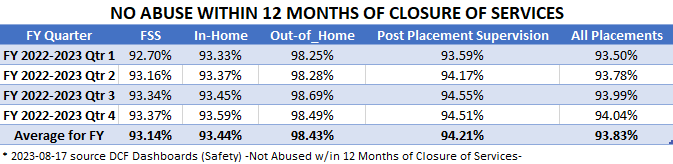 NO ABUSE WITHIN 12 MONTHS OF CLOSURE OF SERVICES
FY Quarter FSS In-Home Out-of_Home Post Placement Supervision All Placements
FY 2022-2023 Qtr 1 92.70% 93.33% 98.25% 93.59% 93.50%
FY 2022-2023 Qtr 2 93.16% 93.37% 98.28% 94.17% 93.78%
FY 2022-2023 Qtr 3 93.34% 93.45% 98.69% 94.55% 93.99%
FY 2022-2023 Qtr 4 93.37% 93.59% 98.49% 94.51% 94.04%
Average for FY 93.14% 93.44% 98.43% 94.21% 93.83%
* 2023-08-17 source DCF Dashboards (Safety) -Not Abused w/in 12 Months of Closure of Services-